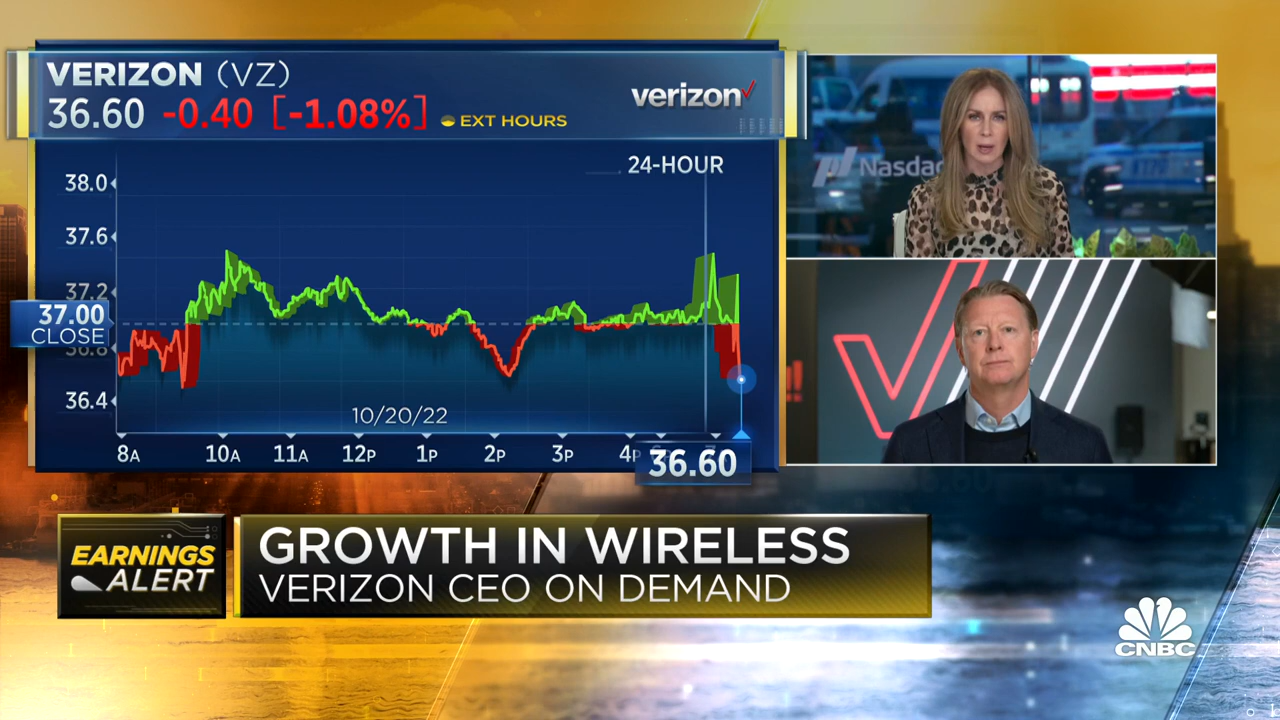 VERIZON (VZ)
36.60 -0.40 [-1.08%] EXT HOURS
verizon
24-HOUR
38.0
37.6
37.2
37.00
CLOSE
36.8
36.4
10/20/22
8A 10A 11A 12P 1P 2P 3P 4P
36.60
Nasdaq
EARNINGS
ALERT
GROWTH IN WIRELESS
VERIZON CEO ON DEMAND
CNBC